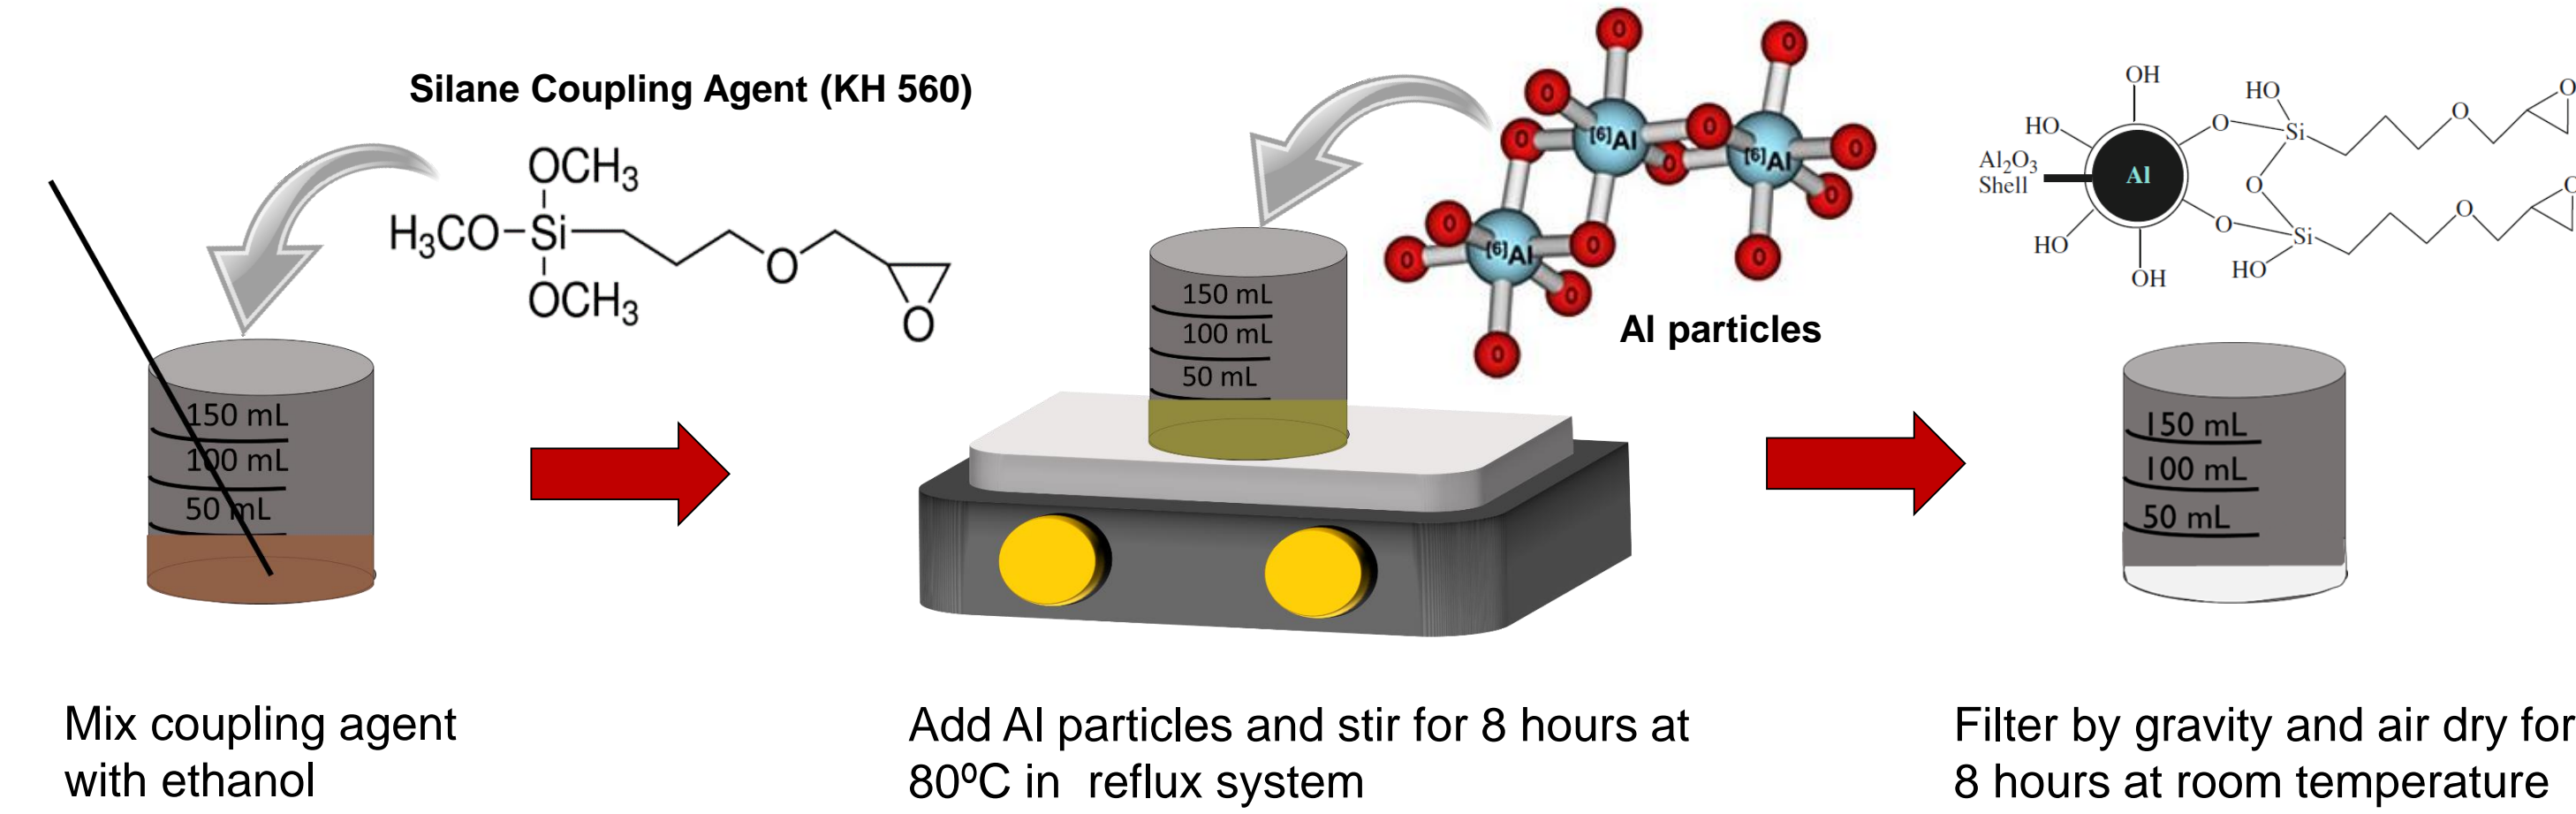 Silane Coupling Agent (KH 560)
OCH₃
H₃CO–Si
OCH₃
O
O
150 mL
100 mL
50 mL
Mix coupling agent
with ethanol
O
O
O
O
[6]Al
O
[6]Al
O
O
O
O
O
[6]Al
O
O
O
O
O
Al particles
150 mL
100 mL
50 mL
Add Al particles and stir for 8 hours at
80ºC in reflux system
OH
HO
Al₂O₃
Shell
Al
HO
OH
O
O
HO
Si
O
Si
HO
O
O
O
O
150 mL
100 mL
50 mL
Filter by gravity and air dry for
8 hours at room temperature